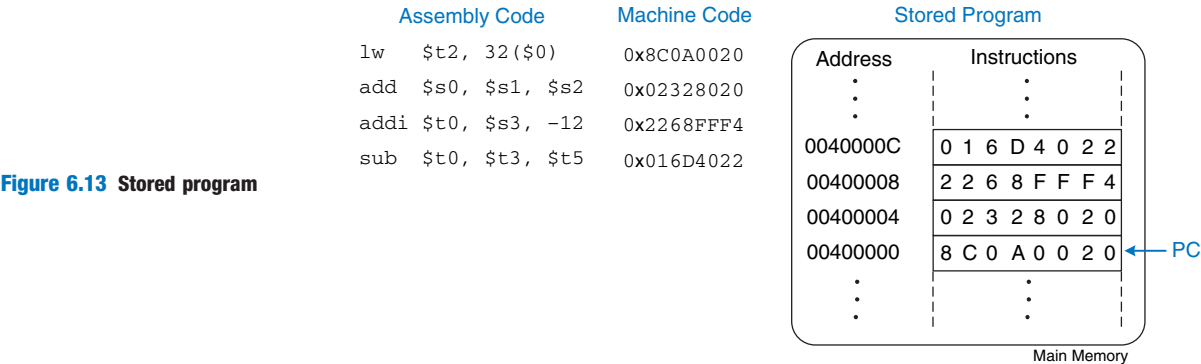 Assembly Code Machine Code Stored Program
lw $t2, 32($0) 0x8C0A0020
add $s0, $s1, $s2 0x02328020
addi $t0, $s3, −12 0x2268FFF4
sub $t0, $t3, $t5 0x016D4022
Address Instructions
0040000C 0 1 6 D 4 0 2 2
00400008 2 2 6 8 F F F 4
00400004 0 2 3 2 8 0 2 0
00400000 8 C 0 A 0 0 2 0 PC
Main Memory
Figure 6.13 Stored program